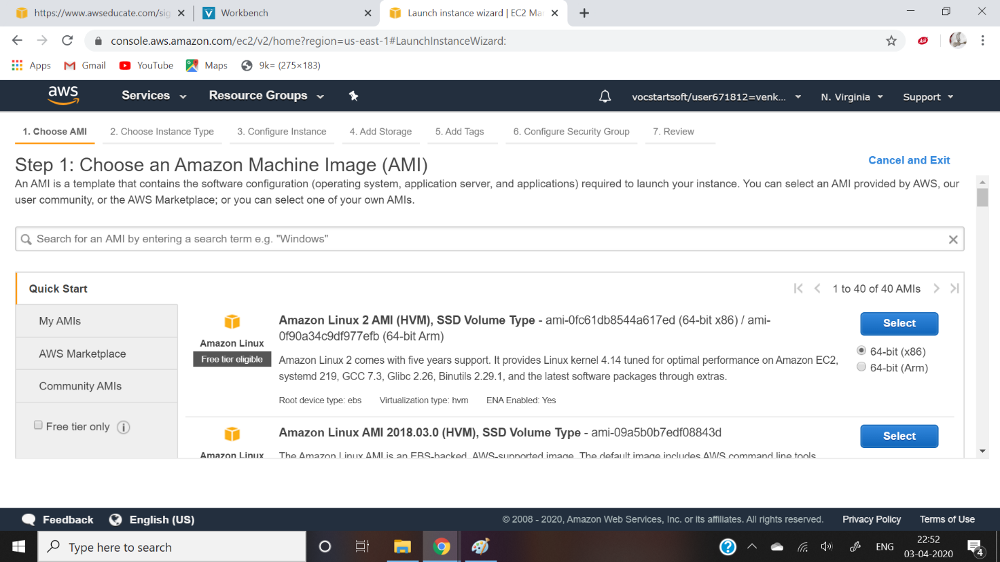 https://www.awseducate.com/sig
Workbench
Launch instance wizard | EC2 Ma
console.aws.amazon.com/ec2/v2/home?region=us-east-1#LaunchInstanceWizard:
Ask
Apps
Gmail
YouTube
Maps
9k= (275×183)
aws
Services
Resource Groups
vocstartsoft/user671812=venk...
N. Virginia
Support
1. Choose AMI
2. Choose Instance Type
3. Configure Instance
4. Add Storage
5. Add Tags
6. Configure Security Group
7. Review
Step 1: Choose an Amazon Machine Image (AMI)
Cancel and Exit
An AMI is a template that contains the software configuration (operating system, application server, and applications) required to launch your instance. You can select an AMI provided by AWS, our
user community, or the AWS Marketplace; or you can select one of your own AMIs.
Search for an AMI by entering a search term e.g. "Windows"
Quick Start
1 to 40 of 40 AMIs
My AMIs
AWS Marketplace
Community AMIs
Free tier only
Amazon Linux
Free tier eligible
Amazon Linux 2 AMI (HVM), SSD Volume Type - ami-0fc61db8544a617ed (64-bit x86) / ami-
0f90a34c9df977efb (64-bit Arm)
Amazon Linux 2 comes with five years support. It provides Linux kernel 4.14 tuned for optimal performance on Amazon EC2,
systemd 219, GCC 7.3, Glibc 2.26, Binutils 2.29.1, and the latest software packages through extras.
Root device type: ebs
Virtualization type: hvm
ENA Enabled: Yes
Select
64-bit (x86)
64-bit (Arm)
Amazon Linux
Amazon Linux AMI 2018.03.0 (HVM), SSD Volume Type - ami-09a5b0b7edf08843d
The Amazon Linux AMI is an EBS-backed, AWS-supported image. The default image includes AWS command line tools,
Select
Feedback
English (US)
© 2008 - 2020, Amazon Web Services, Inc. or its affiliates. All rights reserved.
Privacy Policy
Terms of Use
Type here to search
ENG
22:52
03-04-2020
4